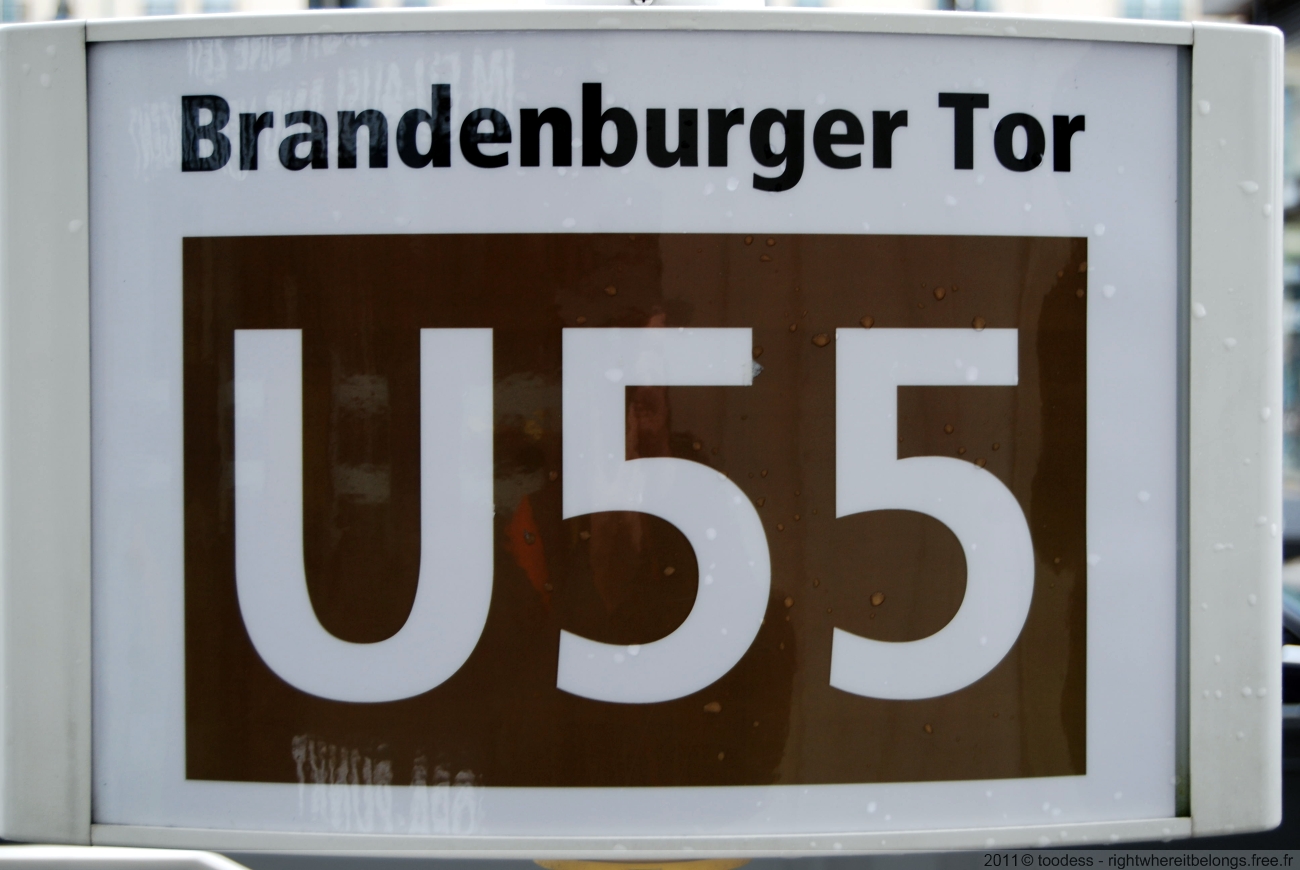 Brandenburger Tor
U55
2011 © toodess - rightwhereitbelongs.free.fr